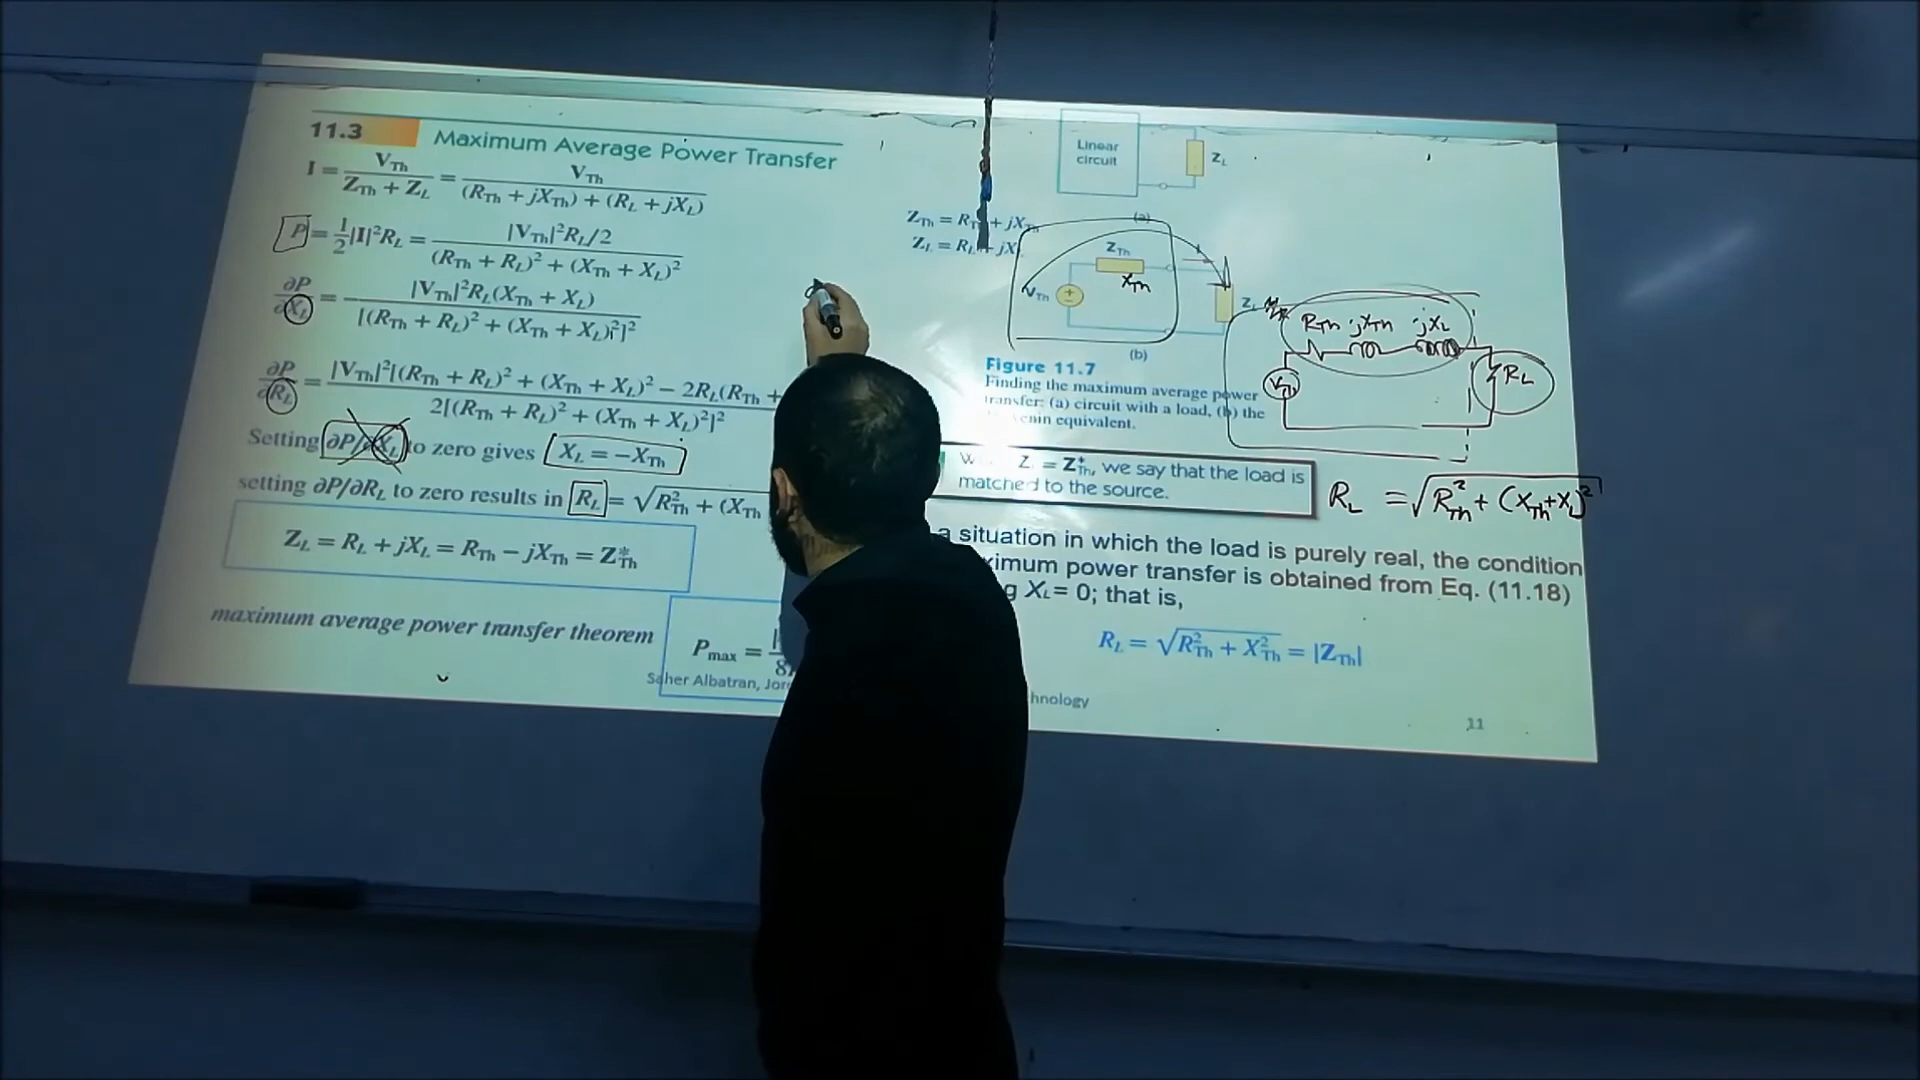 11.3 Maximum Average Power Transfer
I = V_Th / (Z_Th + Z_L) = V_Th / ((R_Th + jX_Th) + (R_L + jX_L))
P = 1/2 |I|²R_L = |V_Th|²R_L/2 / ((R_Th + R_L)² + (X_Th + X_L)²)
∂P/∂X_L = − |V_Th|²R_L(X_Th + X_L) / [(R_Th + R_L)² + (X_Th + X_L)²]²
∂P/∂R_L = |V_Th|²[(R_Th + R_L)² + (X_Th + X_L)² − 2R_L(R_Th + / 2[(R_Th + R_L)² + (X_Th + X_L)²]²
Setting ∂P/∂X_L to zero gives X_L = −X_Th
setting ∂P/∂R_L to zero results in R_L = √R²_Th + (X_Th
Z_L = R_L + jX_L = R_Th − jX_Th = Z*_Th
maximum average power transfer theorem
P_max =
Saher Albatran,
Linear
circuit
Z_L
(a)
Z_Th = R_Th + jX_Th
Z_L = R_L + jX
Z_Th
X_Th
V_Th
Z_L
(b)
Figure 11.7
Finding the maximum average power
transfer: (a) circuit with a load, (b) the
equivalent.
R_Th jX_Th jX_L
V_Th
R_L
= Z*_Th, we say that the load is
matched to the source.
R_L = √R²_Th + (X_Th + X_L)²
a situation in which the load is purely real, the condition
power transfer is obtained from Eq. (11.18)
X_L = 0; that is,
R_L = √R²_Th + X²_Th = |Z_Th|
11